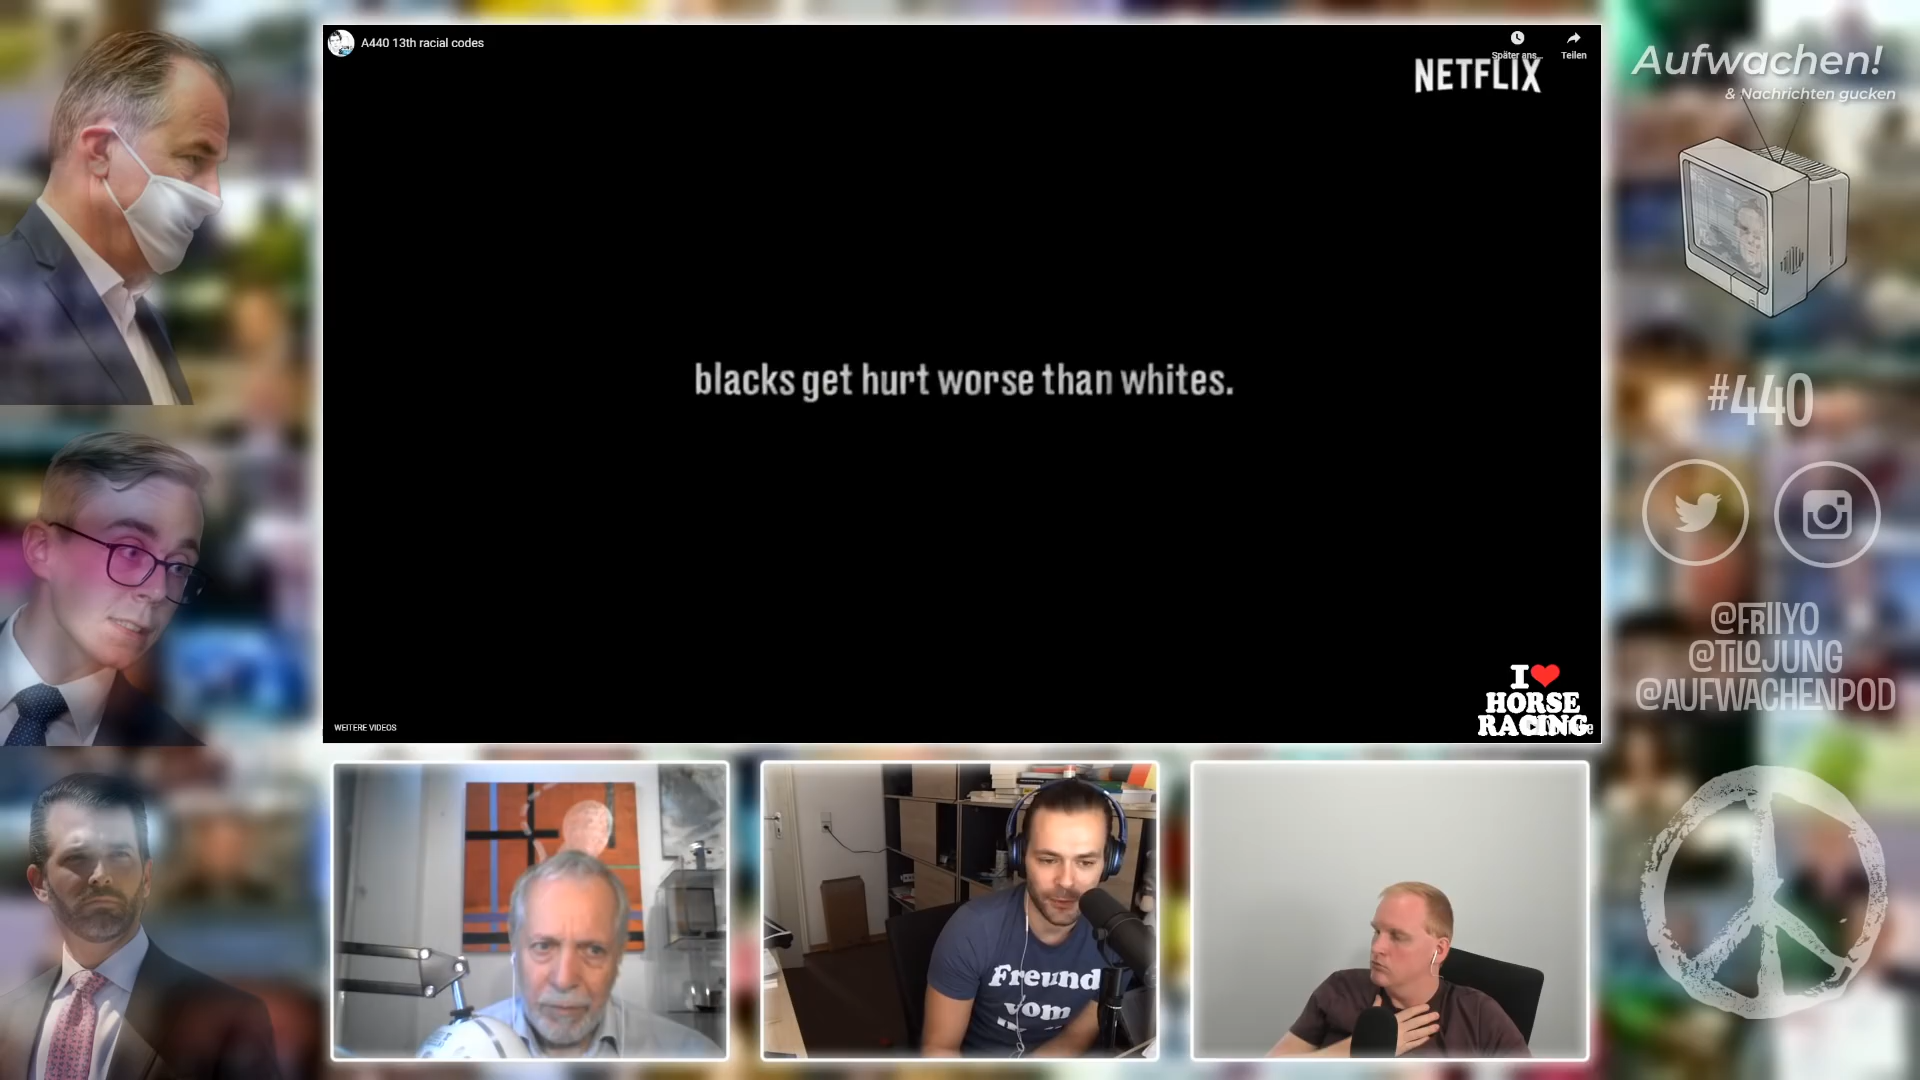 A440 13th racial codes
Später ans...
Teilen
NETFLIX
blacks get hurt worse than whites.
WEITERE VIDEOS
I
HORSE
RACING
Aufwachen!
& Nachrichten gucken
#440
@FRIIYO
@TILOJUNG
@AUFWACHENPOD
Freund
vom